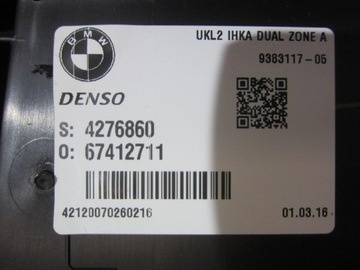 BMW
UKL2 IHKA DUAL ZONE A
9383117-05
DENSO
S: 4276860
O: 67412711
42120070260216
01.03.16